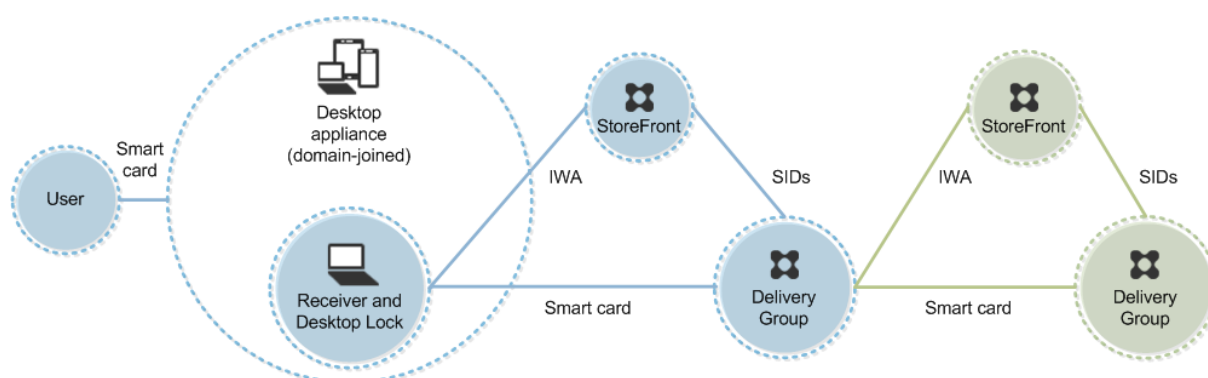 Desktop
appliance
(domain-joined)
Smart
card
User
Receiver and
Desktop Lock
StoreFront
IWA
SIDs
Smart card
Delivery
Group
StoreFront
IWA
SIDs
Smart card
Delivery
Group